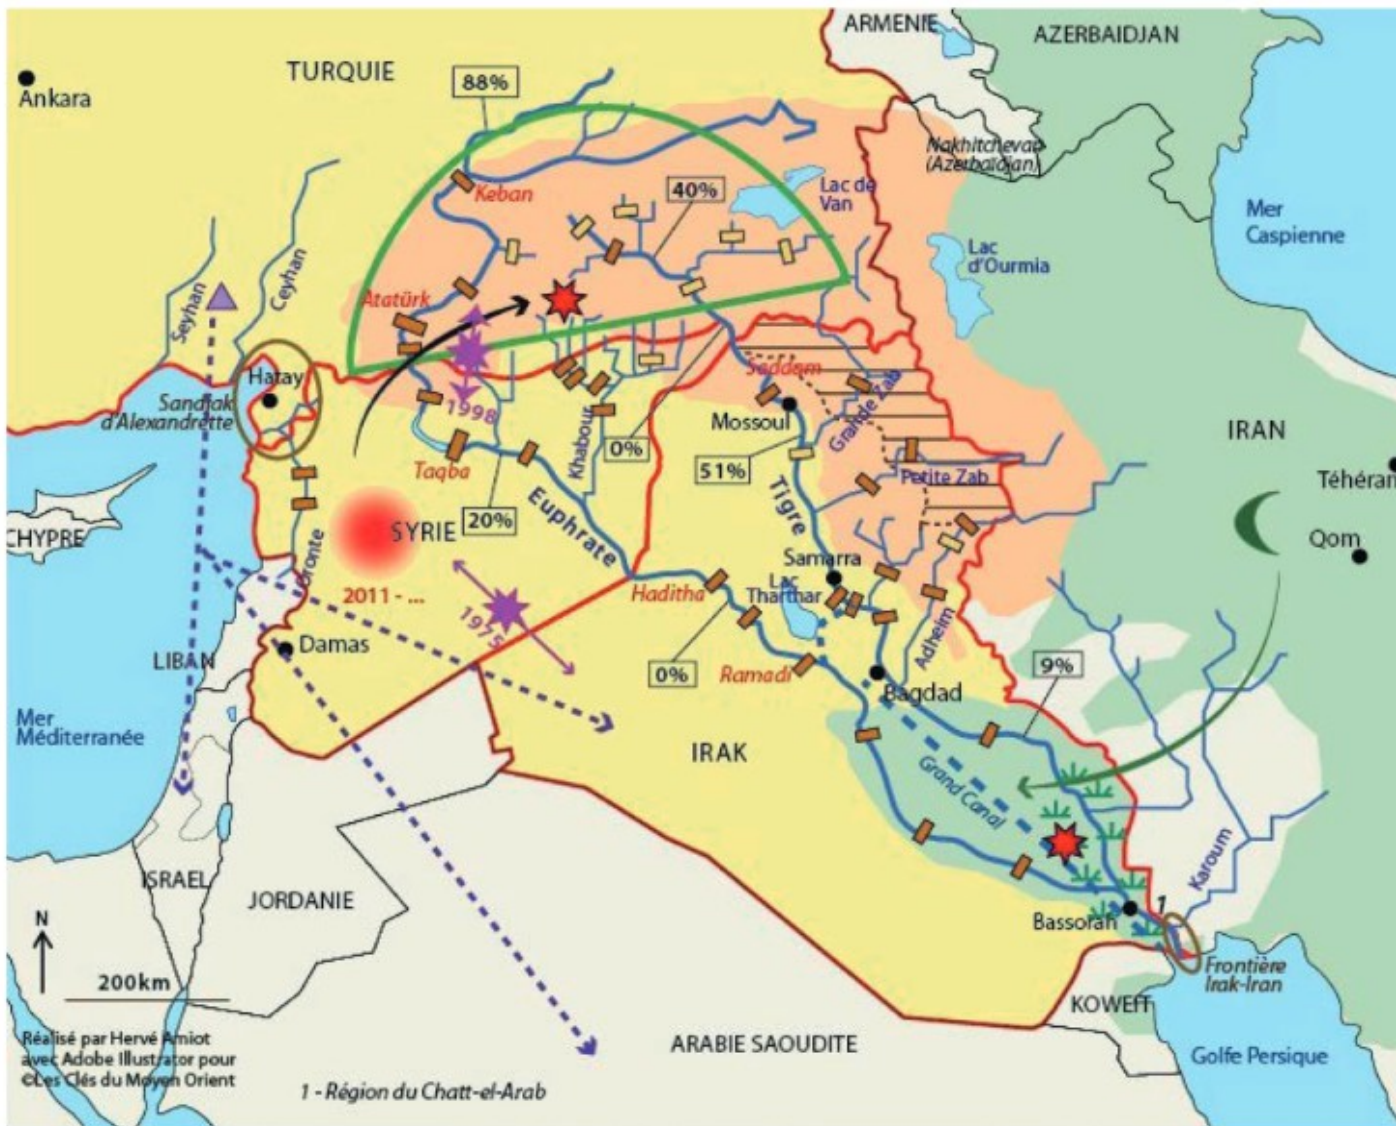 ARMENIE
AZERBAIDJAN
TURQUIE
88%
Ankara
Nakhitchevan
(Azerbaïdjan)
Keban
40%
Lac de
Van
Mer
Caspienne
Lac
d'Ourmia
Seyhan
Ceyhan
Atatürk
Hatay
Sandjak
d'Alexandrette
1998
Saddam
Mossoul
Grande Zab
IRAN
Khabour
0%
51%
Petite Zab
Téhéran
Taqba
20%
Euphrate
Tigre
SYRIE
CHYPRE
Qom
Oronte
Samarra
2011 - ...
Haditha
Lac
Tharthar
1975
Adheim
Damas
LIBAN
0%
Ramadi
9%
Bagdad
Mer
Méditerranée
IRAK
Grand Canal
ISRAEL
JORDANIE
Karoum
1
Bassorah
N
200km
Frontière
Irak-Iran
KOWEFF
Réalisé par Hervé Amiot
avec Adobe Illustrator pour
©Les Clés du Moyen Orient
ARABIE SAOUDITE
Golfe Persique
1 - Région du Chatt-el-Arab